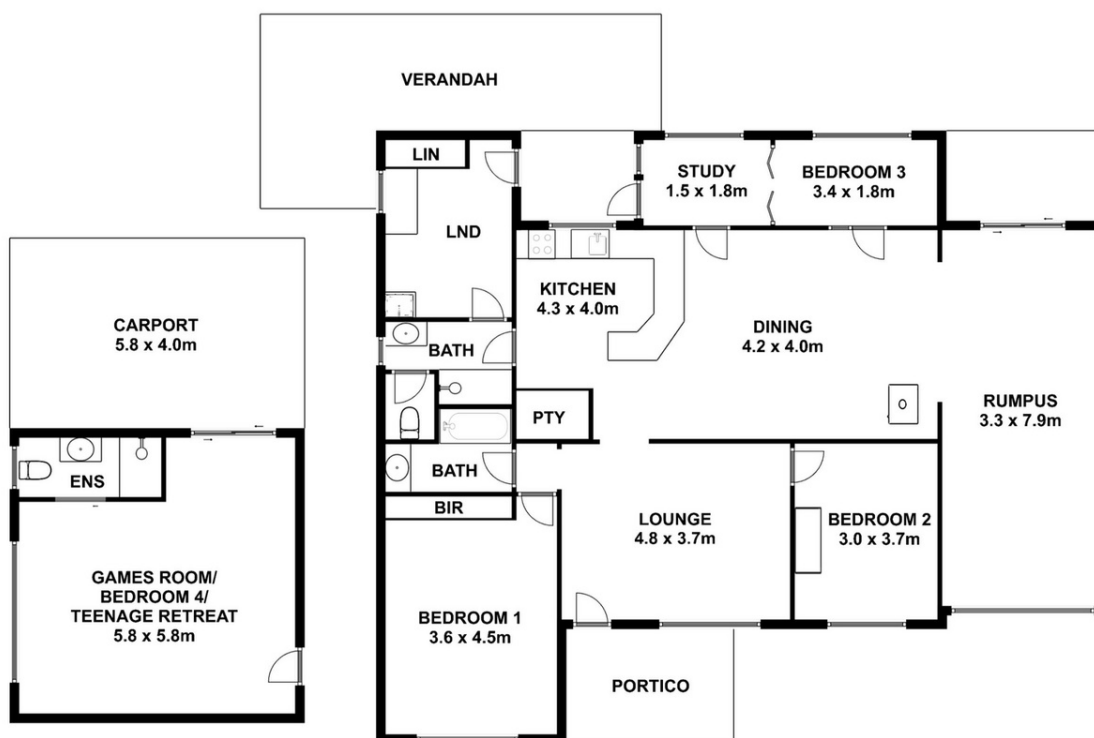 VERANDAH
LIN
LND
STUDY
1.5 x 1.8m
BEDROOM 3
3.4 x 1.8m
KITCHEN
4.3 x 4.0m
CARPORT
5.8 x 4.0m
BATH
DINING
4.2 x 4.0m
PTY
RUMPUS
3.3 x 7.9m
ENS
BATH
BIR
LOUNGE
4.8 x 3.7m
BEDROOM 2
3.0 x 3.7m
GAMES ROOM/
BEDROOM 4/
TEENAGE RETREAT
5.8 x 5.8m
BEDROOM 1
3.6 x 4.5m
PORTICO